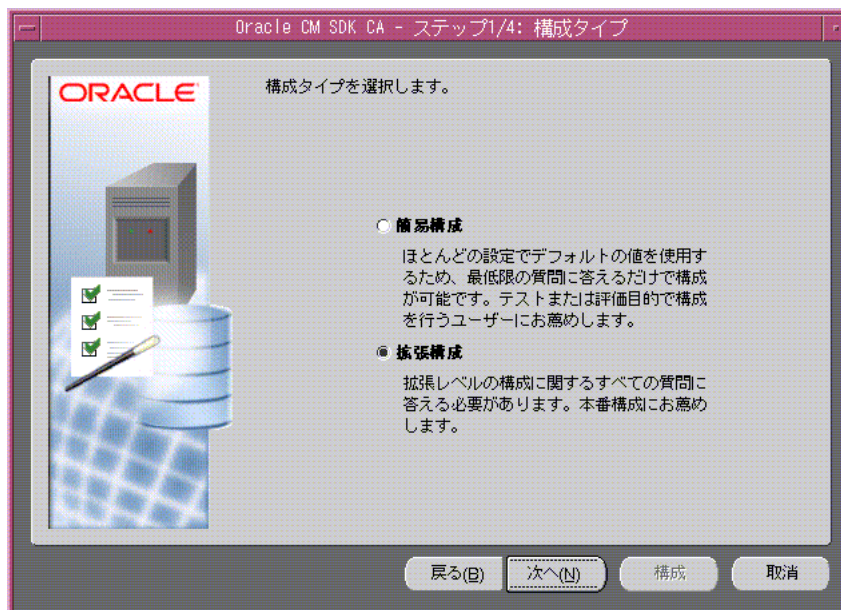 Oracle CM SDK CA - ステップ1/4: 構成タイプ
ORACLE
構成タイプを選択します。
簡易構成
ほとんどの設定でデフォルトの値を使用す
るため、最低限の質問に答えるだけで構成
が可能です。テストまたは評価目的で構成
を行うユーザーにお薦めします。
拡張構成
拡張レベルの構成に関するすべての質問に
答える必要があります。本番構成にお薦め
します。
戻る(B) 次へ(N) 構成 取消